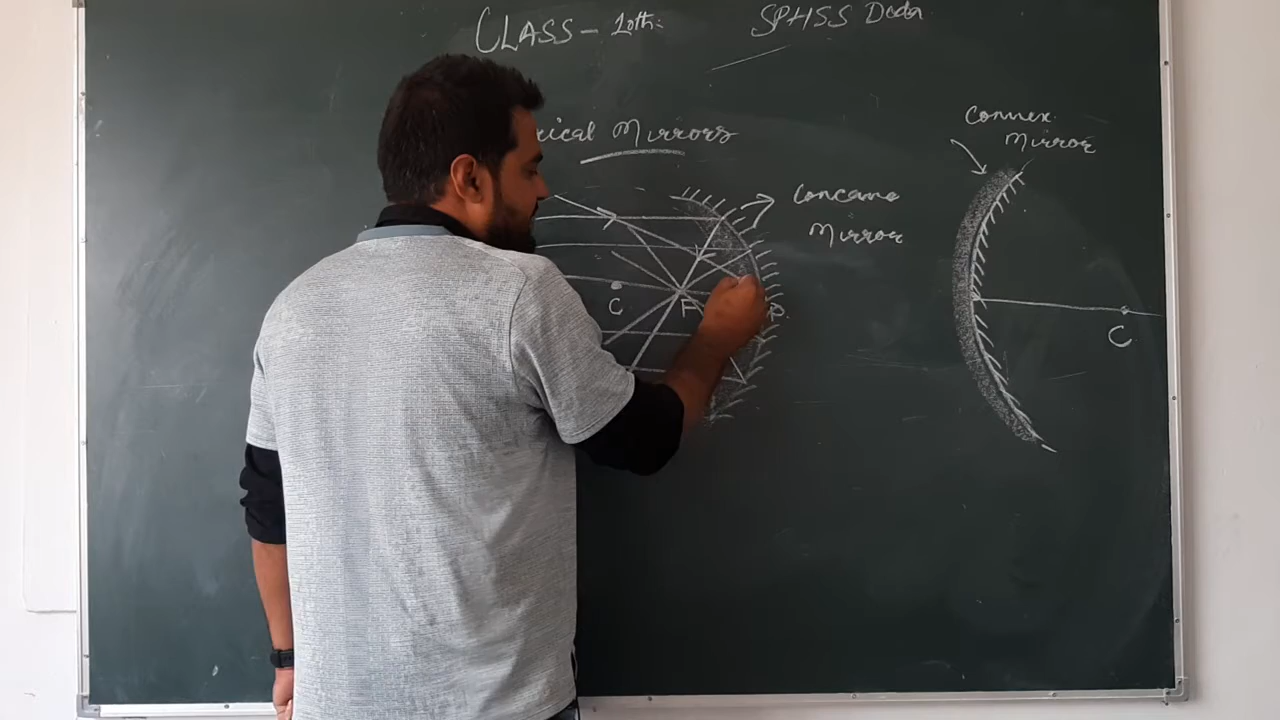 CLASS - 10th:
SPHSS Doda
rical Mirrors
Concave
Mirror
Convex
Mirror
C
F
P.
C